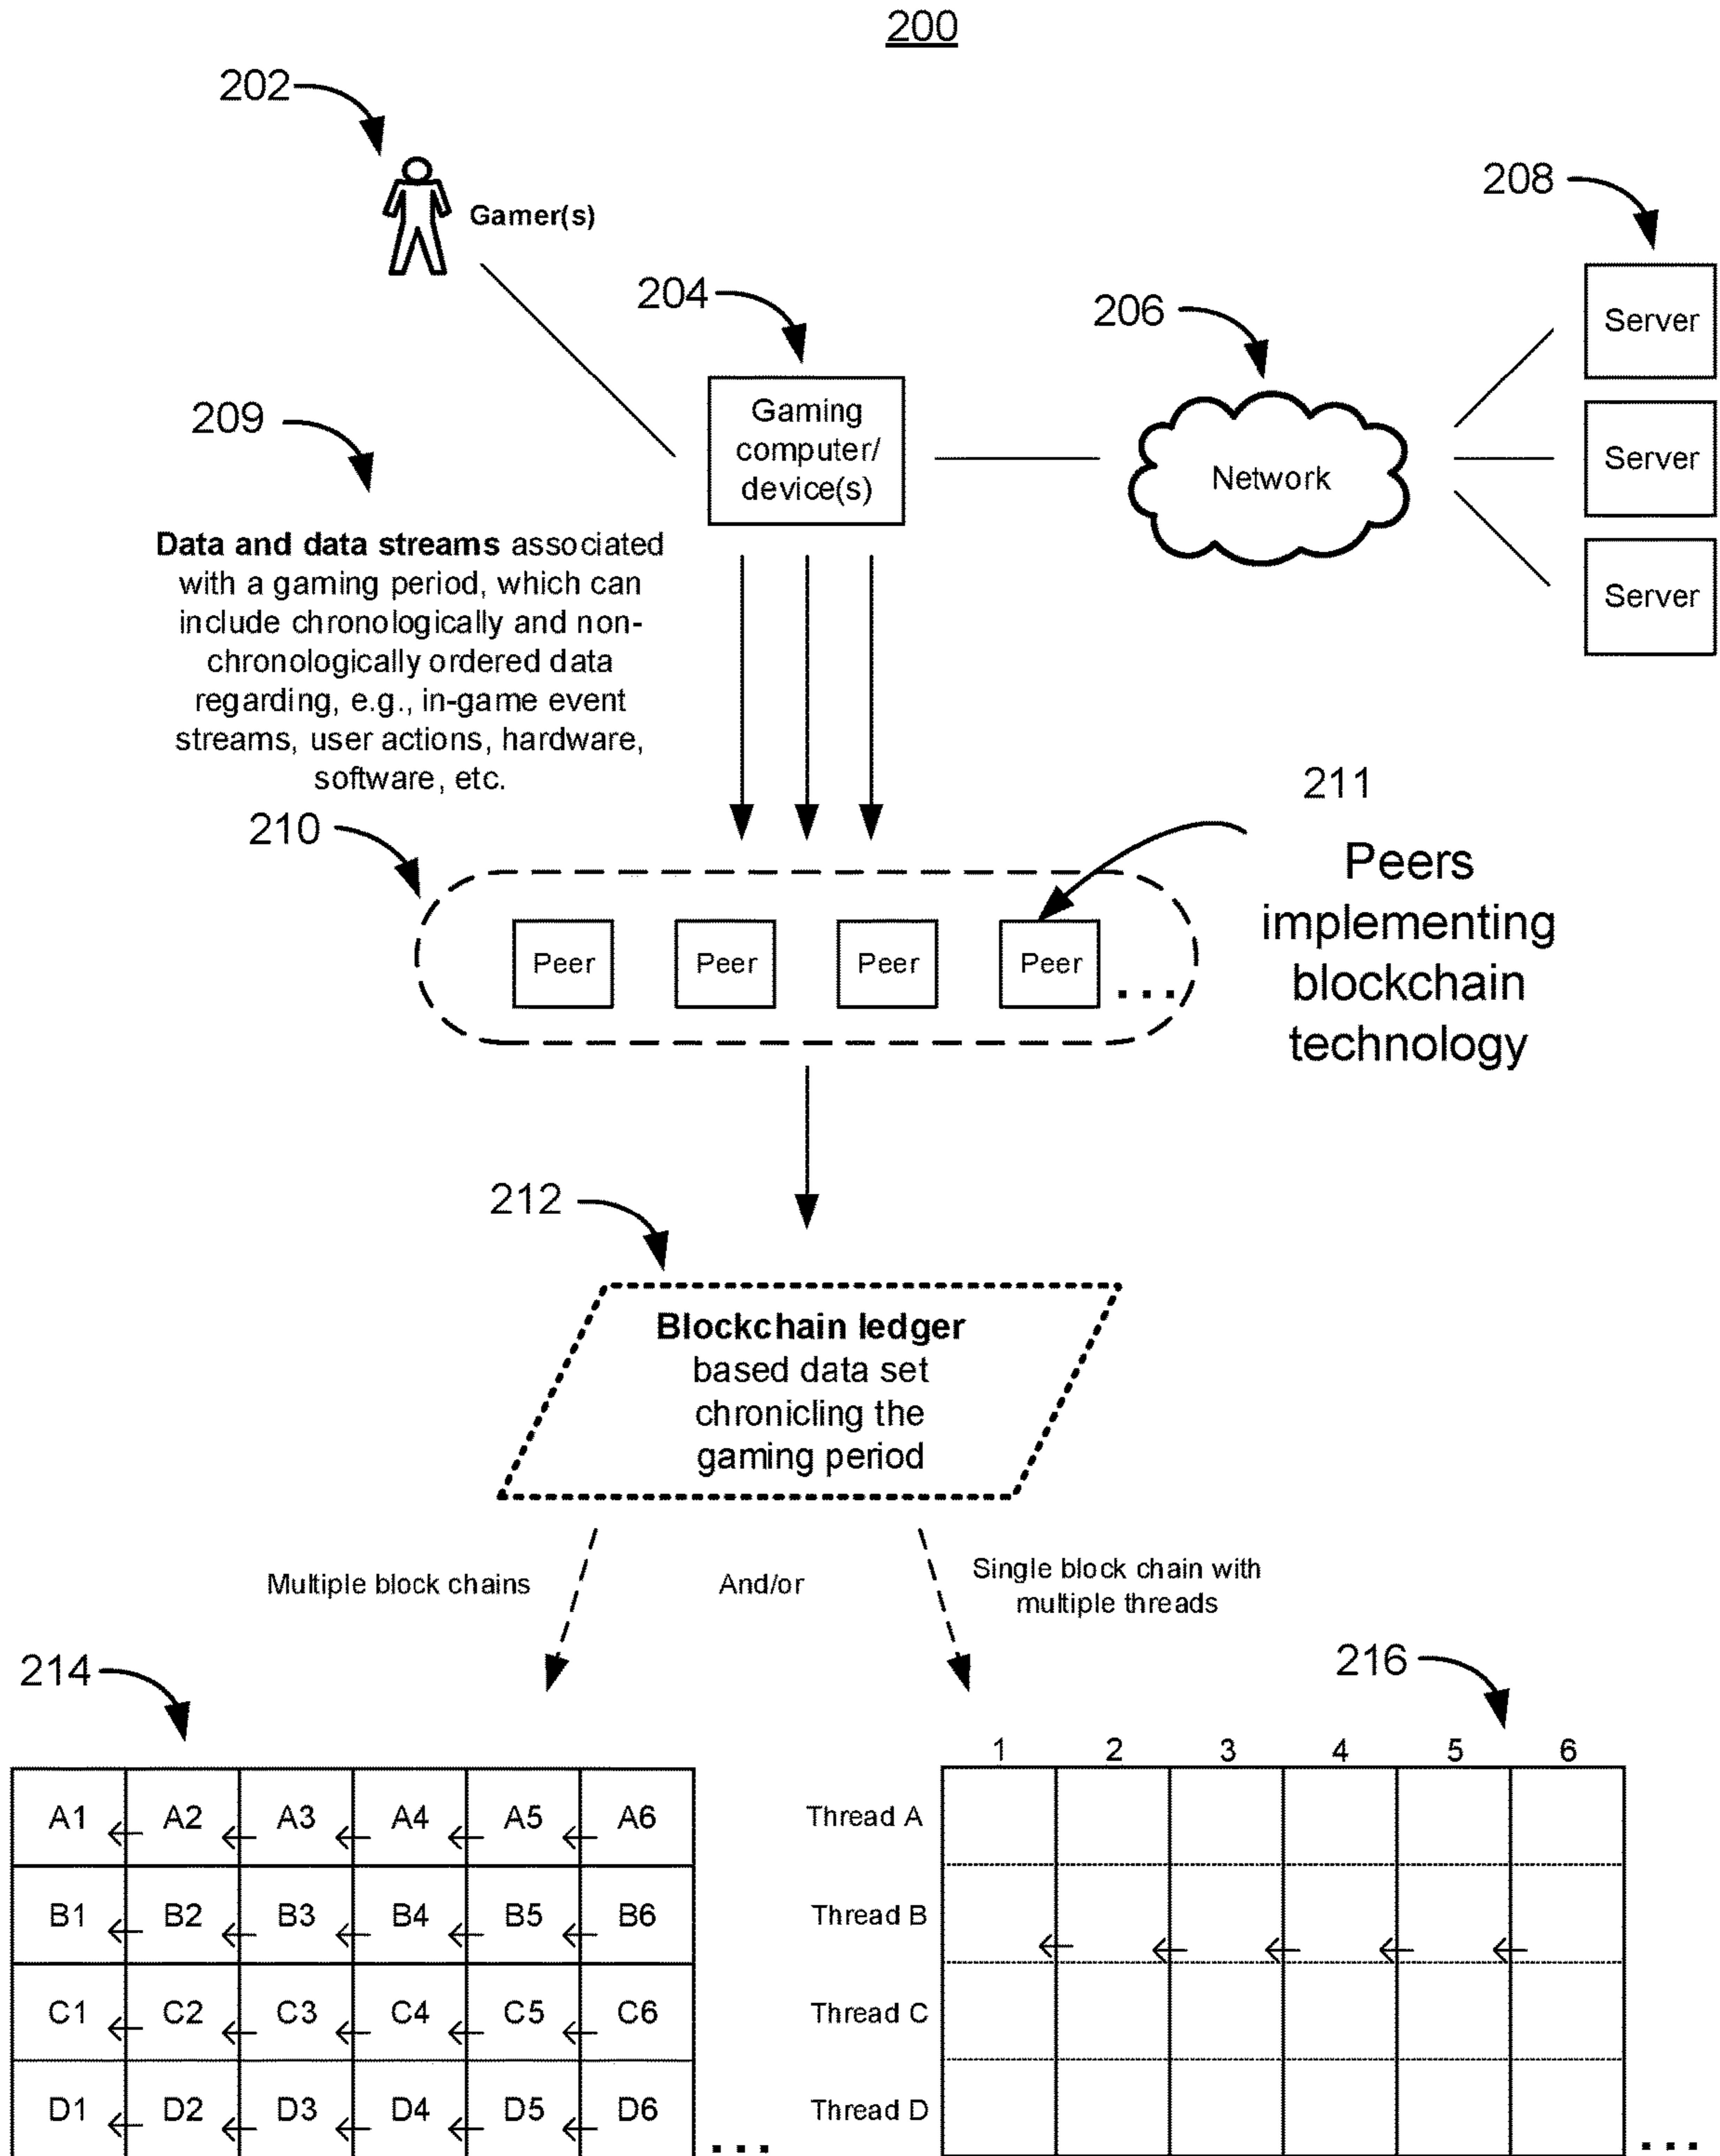 200
202
Gamer(s)
208
Server
204
206
Gaming
computer/
device(s)
Network
Server
Server
209
Data and data streams associated
with a gaming period, which can
include chronologically and non-
chronologically ordered data
regarding, e.g., in-game event
streams, user actions, hardware,
software, etc.
210
211
Peers
implementing
blockchain
technology
Peer Peer Peer Peer ...
212
Blockchain ledger
based data set
chronicling the
gaming period
Multiple block chains
And/or
Single block chain with
multiple threads
214
A1 A2 A3 A4 A5 A6
B1 B2 B3 B4 B5 B6
C1 C2 C3 C4 C5 C6
D1 D2 D3 D4 D5 D6 ...
216
1 2 3 4 5 6
Thread A
Thread B
Thread C
Thread D
...